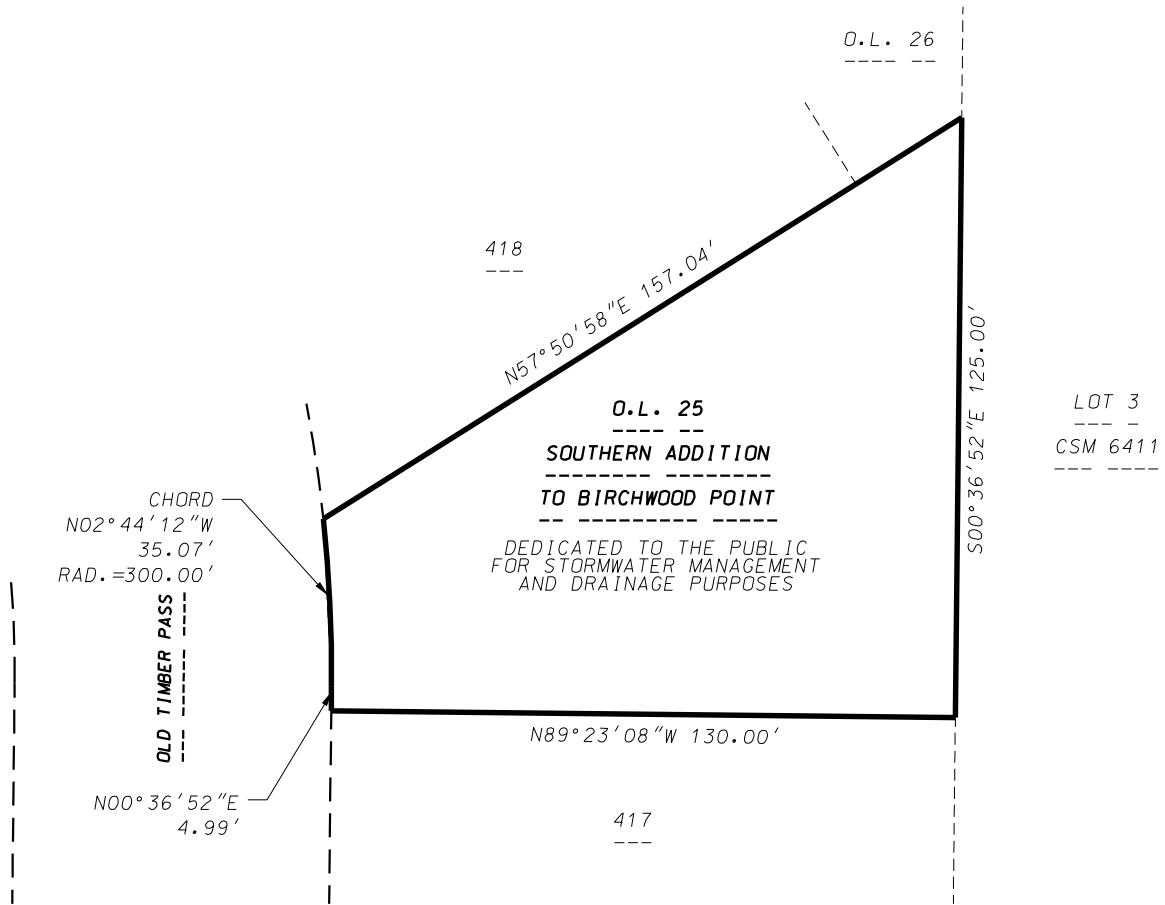 O.L. 26
418
N57°50'58"E 157.04'
S00°36'52"E 125.00'
O.L. 25
SOUTHERN ADDITION
TO BIRCHWOOD POINT
DEDICATED TO THE PUBLIC
FOR STORMWATER MANAGEMENT
AND DRAINAGE PURPOSES
LOT 3
CSM 6411
CHORD
N02°44'12"W
35.07'
RAD.=300.00'
OLD TIMBER PASS
N89°23'08"W 130.00'
N00°36'52"E
4.99'
417